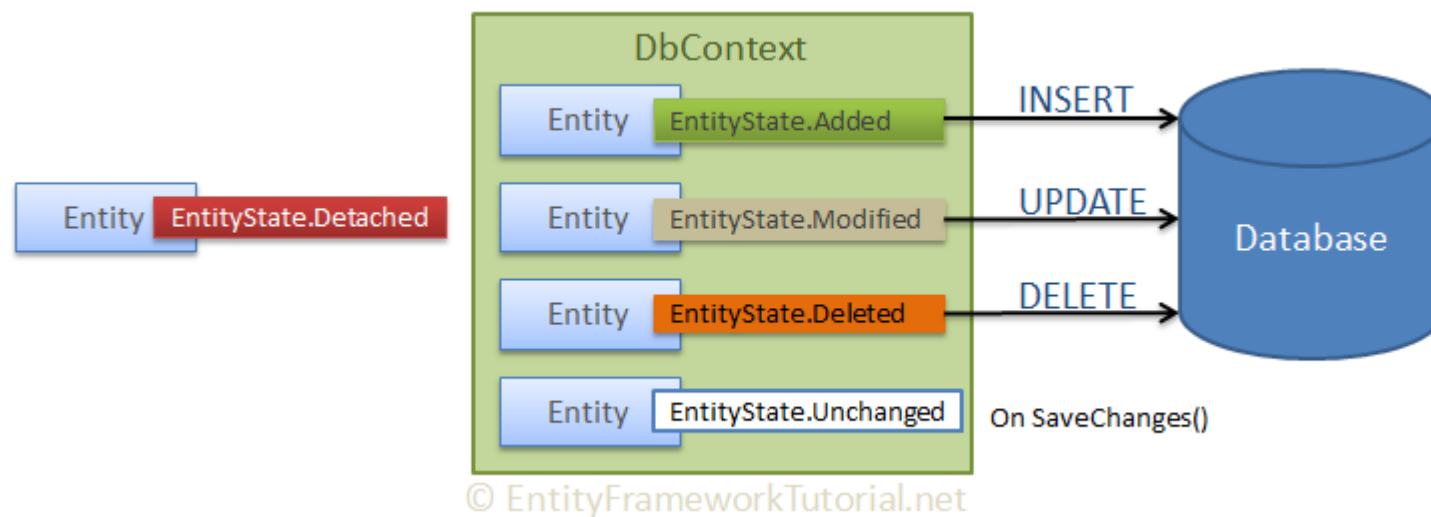 DbContext
Entity EntityState.Added
INSERT
Entity EntityState.Detached
Entity EntityState.Modified
UPDATE
Database
Entity EntityState.Deleted
DELETE
Entity EntityState.Unchanged
On SaveChanges()
© EntityFrameworkTutorial.net